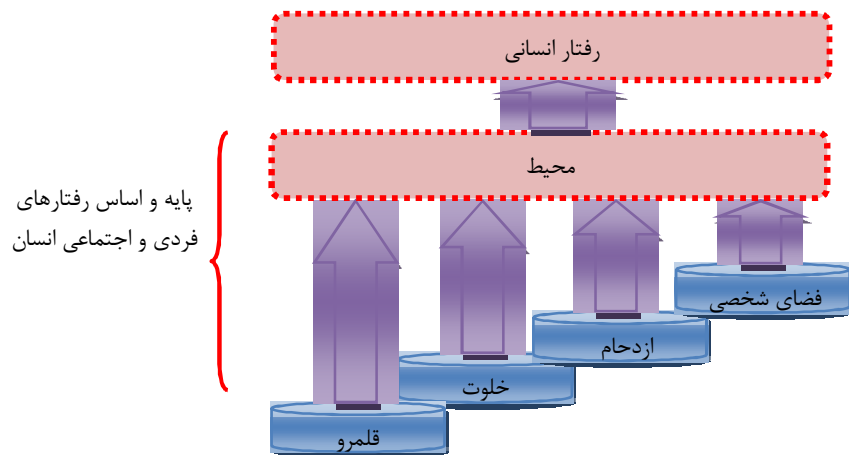 رفتار انسانی
محیط
پایه و اساس رفتارهای
فردی و اجتماعی انسان
فضای شخصی
ازدحام
خلوت
قلمرو